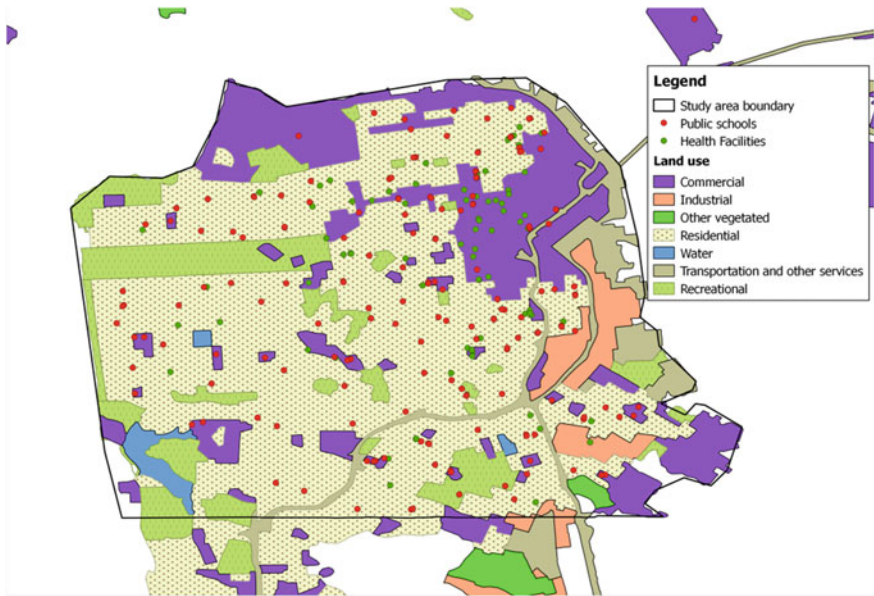 Legend
Study area boundary
Public schools
Health Facilities
Land use
Commercial
Industrial
Other vegetated
Residential
Water
Transportation and other services
Recreational